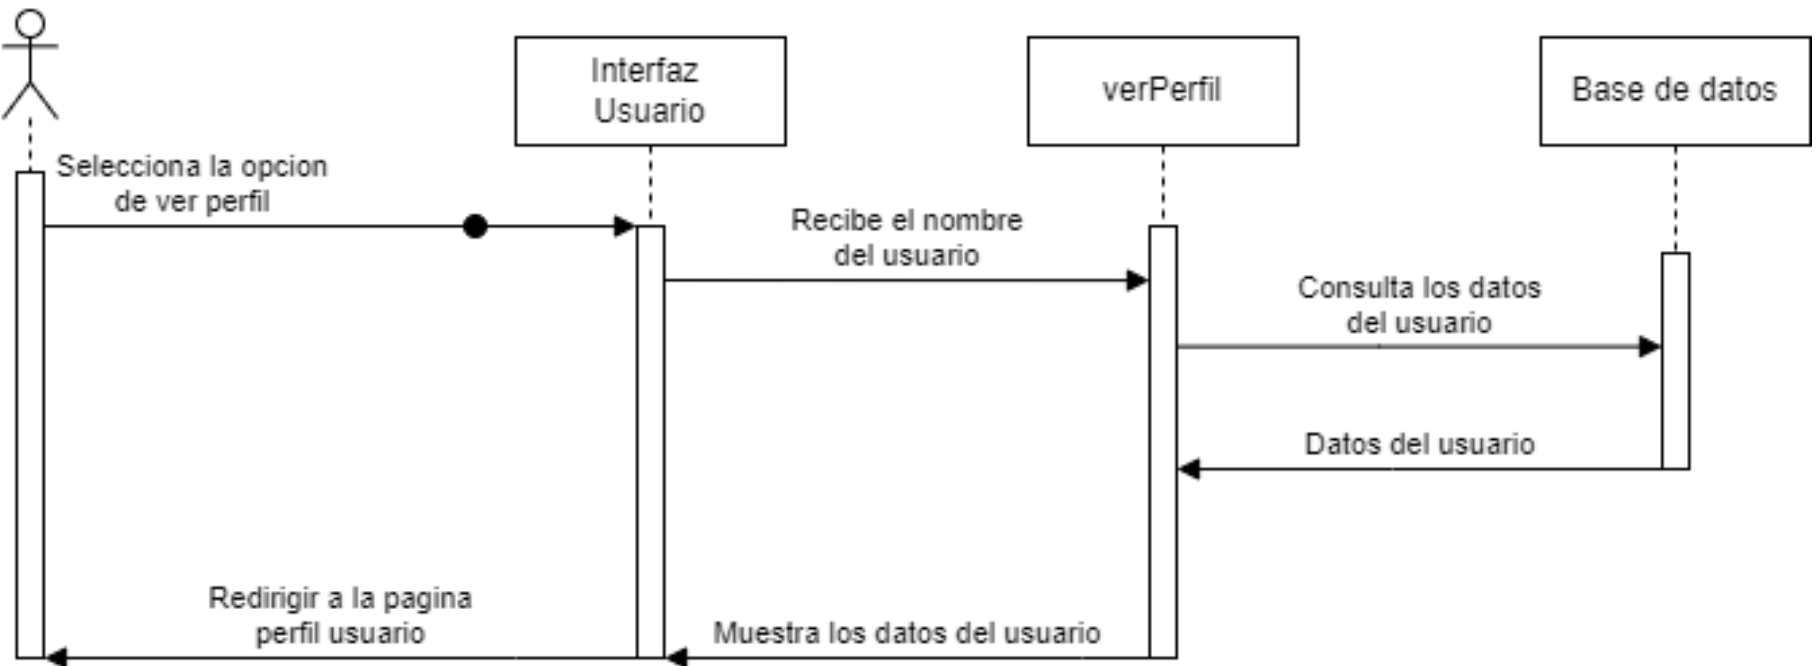 Interfaz
Usuario
verPerfil
Base de datos
Selecciona la opcion
de ver perfil
Recibe el nombre
del usuario
Consulta los datos
del usuario
Datos del usuario
Redirigir a la pagina
perfil usuario
Muestra los datos del usuario